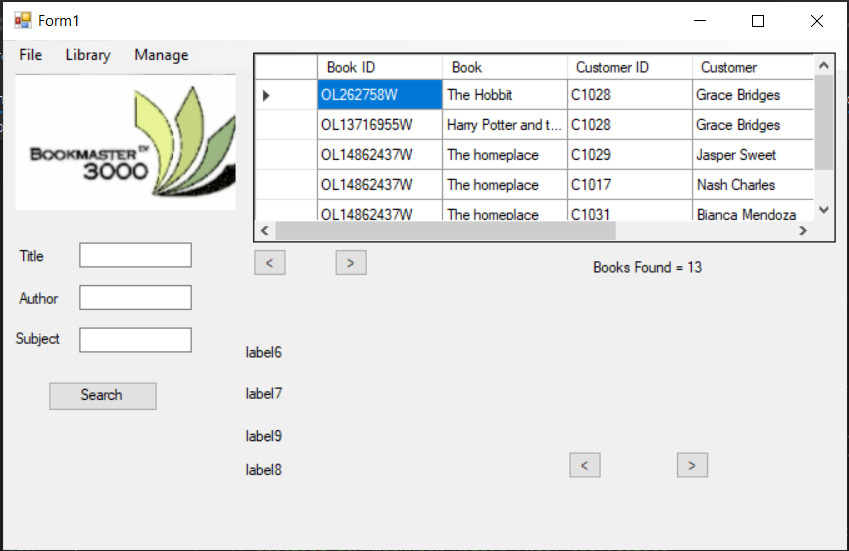 Form1
File Library Manage
BOOKMASTER TM
3000
Book ID Book Customer ID Customer
OL262758W The Hobbit C1028 Grace Bridges
OL13716955W Harry Potter and t... C1028 Grace Bridges
OL14862437W The homeplace C1029 Jasper Sweet
OL14862437W The homeplace C1017 Nash Charles
OL14862437W The homeplace C1031 Bianca Mendoza
< >
Books Found = 13
Title
Author
Subject
Search
label6
label7
label9
label8
< >